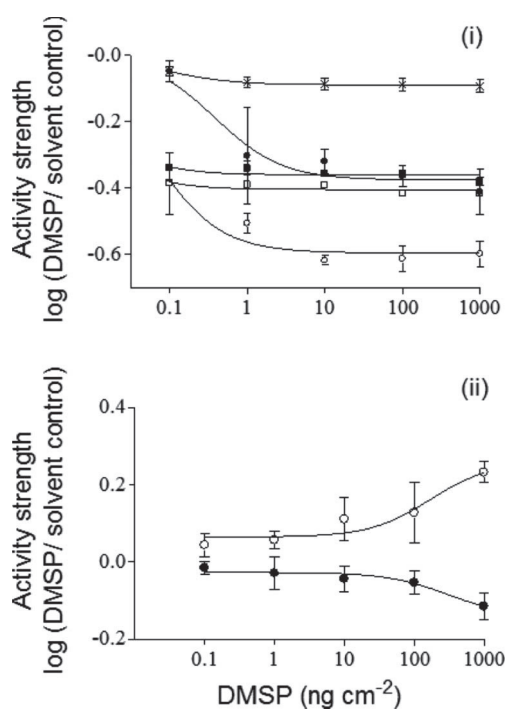 (i)
Activity strength
log (DMSP/ solvent control)
-0.0
-0.2
-0.4
-0.6
0.1 1 10 100 1000
(ii)
Activity strength
log (DMSP/ solvent control)
0.4
0.2
0.0
-0.2
0.1 1 10 100 1000
DMSP (ng cm⁻²)